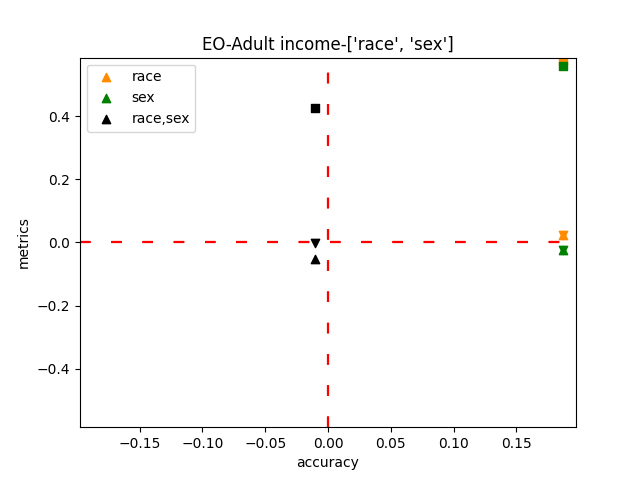 EO-Adult income-['race', 'sex']
race
sex
race,sex
0.4
0.2
0.0
−0.2
−0.4
metrics
−0.15
−0.10
−0.05
0.00
0.05
0.10
0.15
accuracy